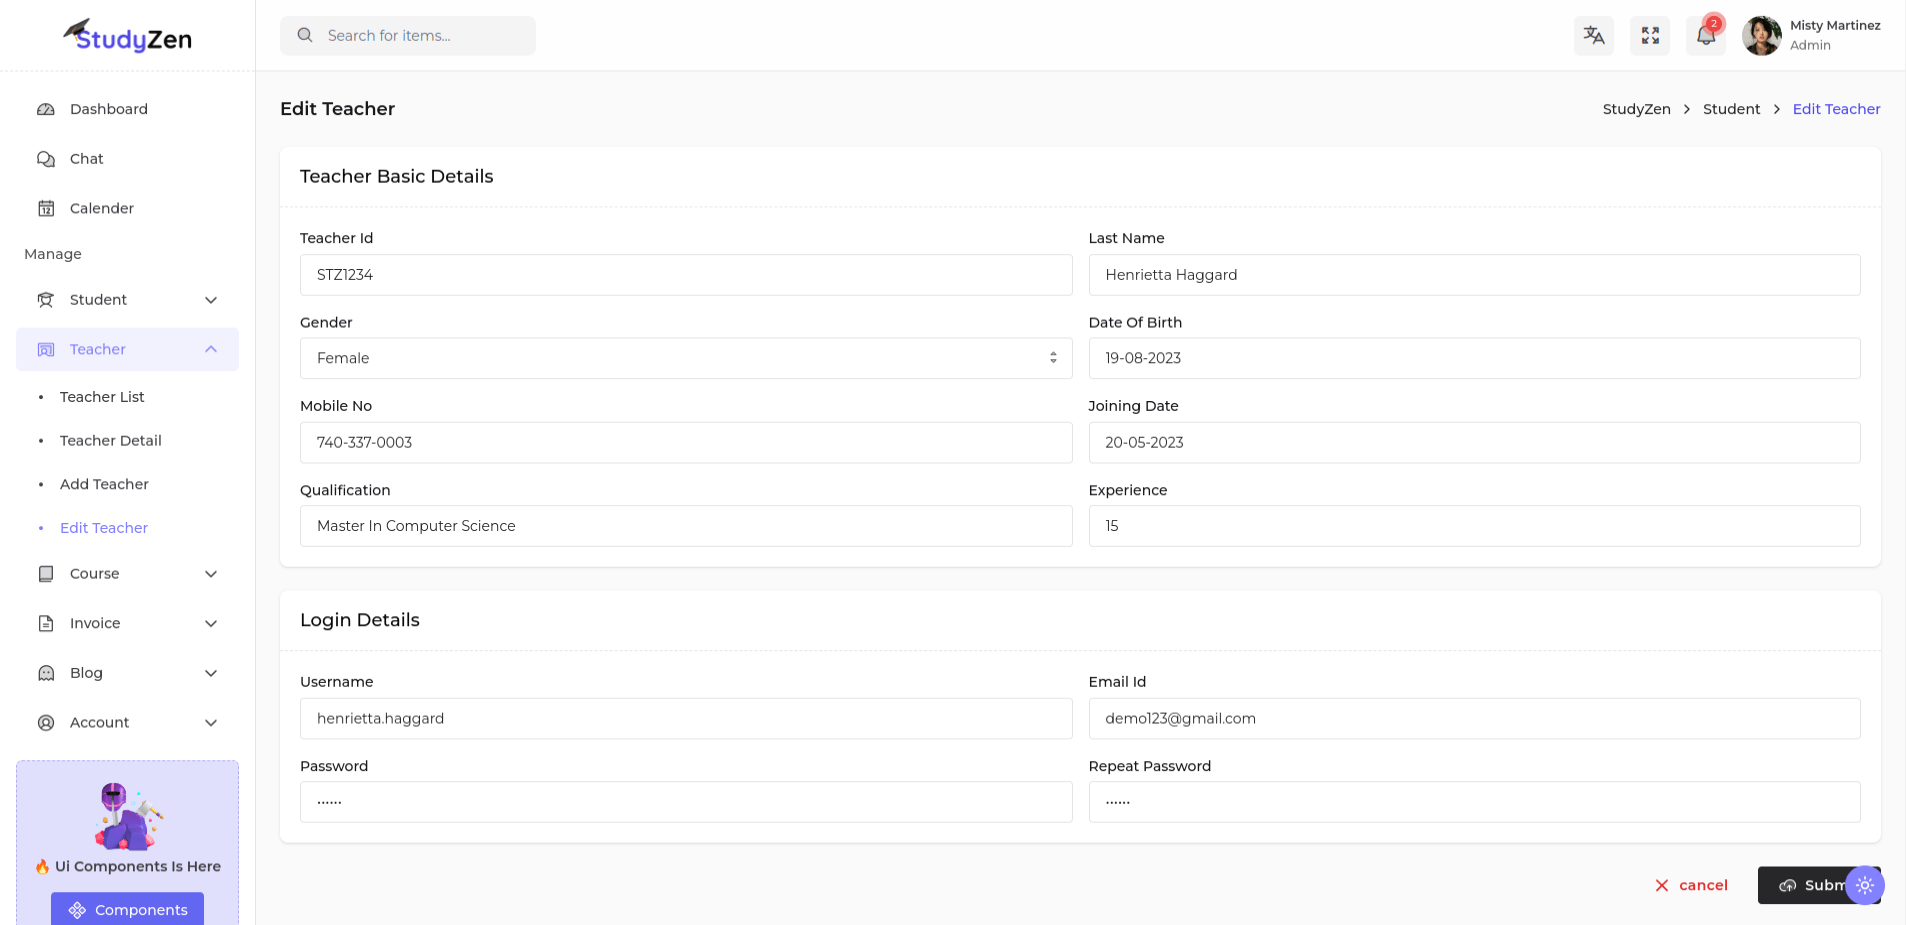 StudyZen
Search for items...
2
Misty Martinez
Admin
Dashboard
Chat
12
Calender
Manage
Student
Teacher
Teacher List
Teacher Detail
Add Teacher
Edit Teacher
Course
Invoice
Blog
Account
Ui Components Is Here
Components
Edit Teacher
StudyZen > Student > Edit Teacher
Teacher Basic Details
Teacher Id
STZ1234
Last Name
Henrietta Haggard
Gender
Female
Date Of Birth
19-08-2023
Mobile No
740-337-0003
Joining Date
20-05-2023
Qualification
Master In Computer Science
Experience
15
Login Details
Username
henrietta.haggard
Email Id
demo123@gmail.com
Password
······
Repeat Password
······
cancel
Subm